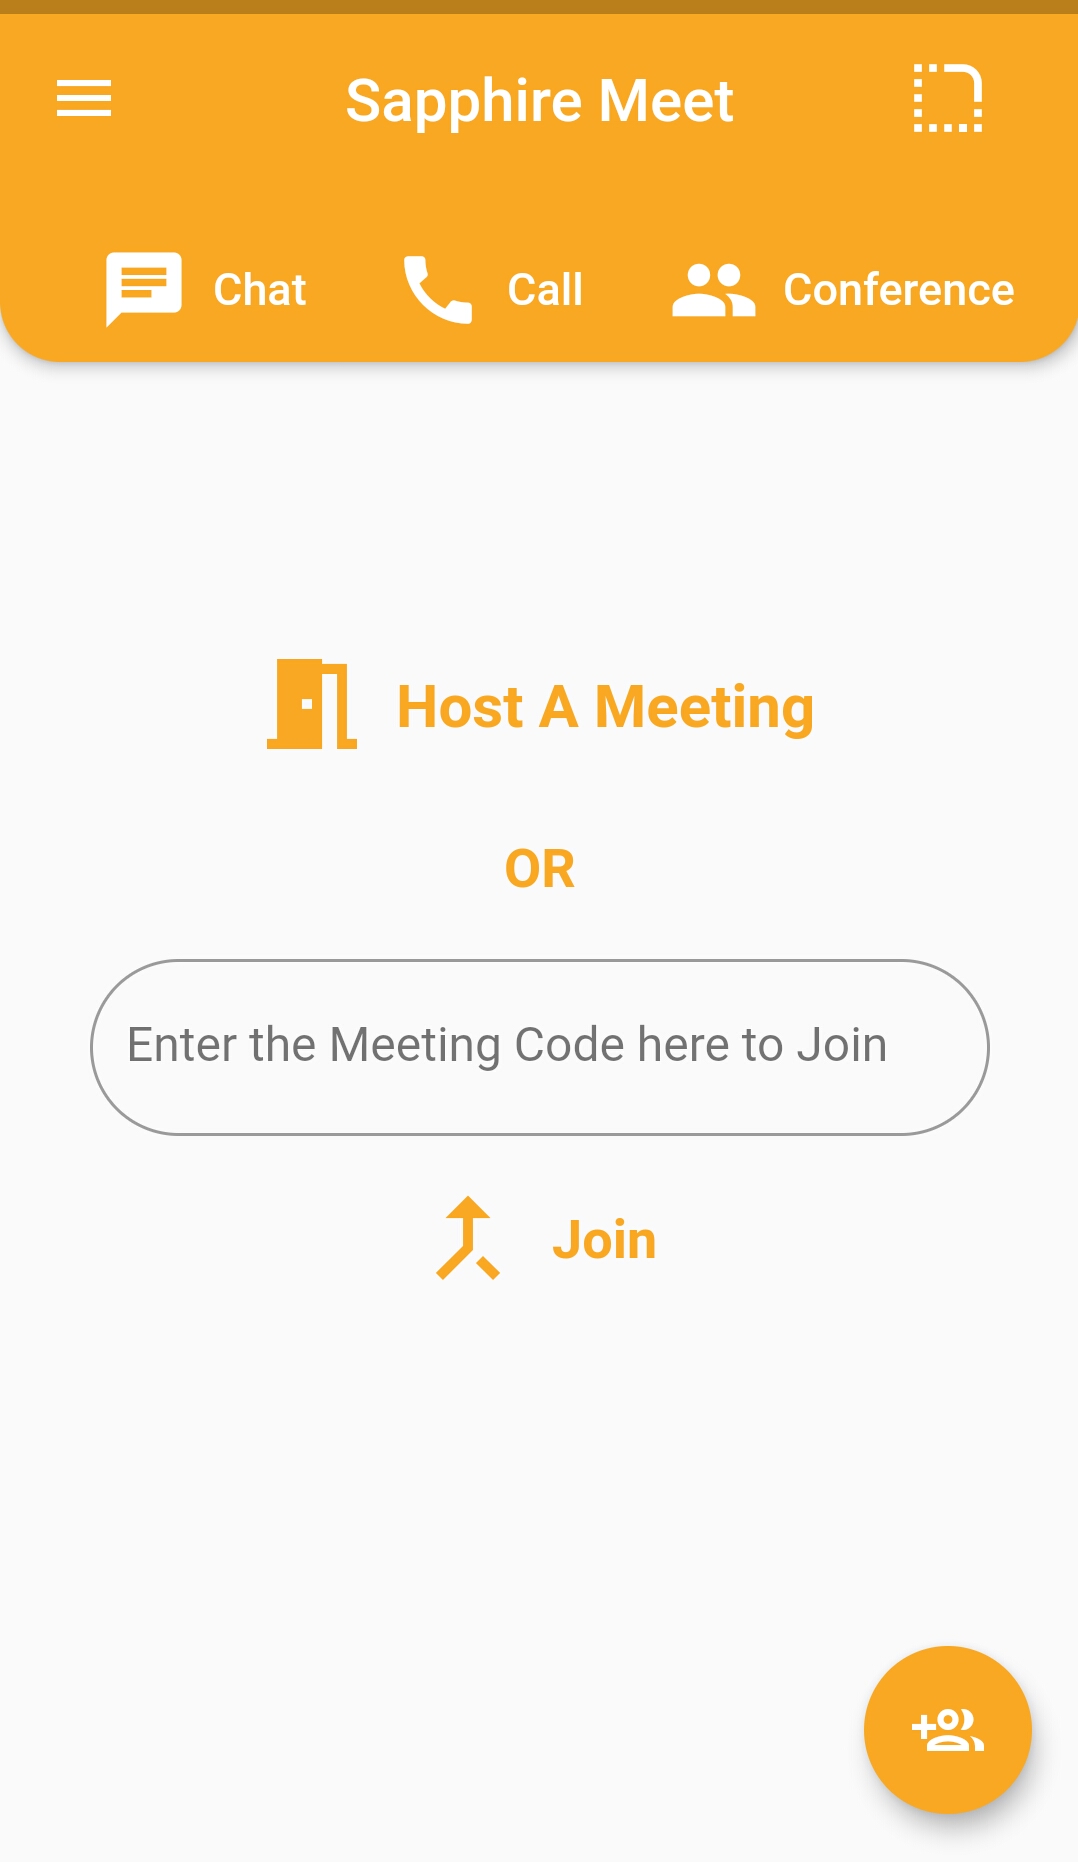 Sapphire Meet
Chat Call Conference
Host A Meeting
OR
Enter the Meeting Code here to Join
Join